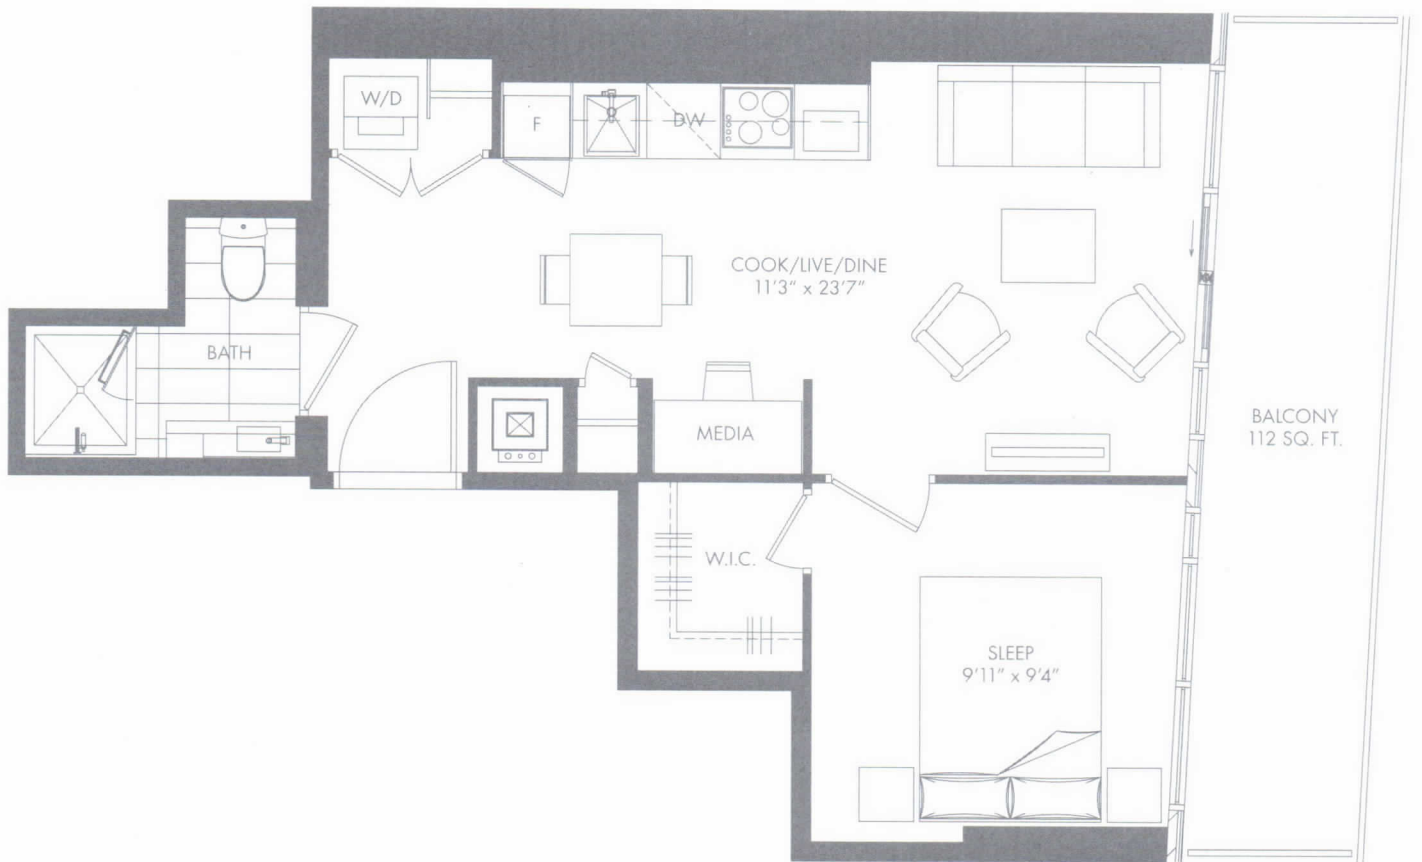 W/D
F
DW
COOK/LIVE/DINE
11'3" x 23'7"
BATH
MEDIA
BALCONY
112 SQ. FT.
W.I.C.
SLEEP
9'11" x 9'4"